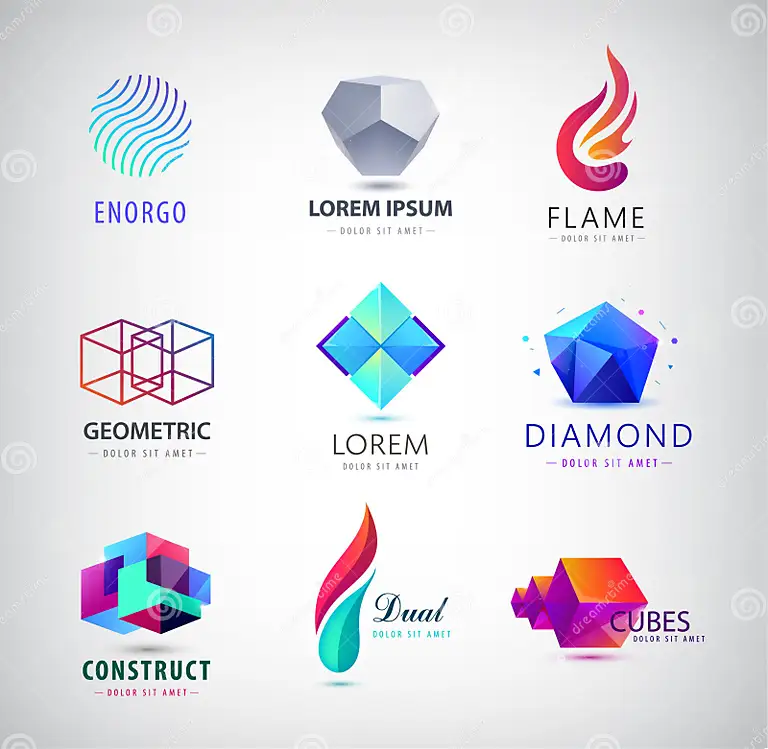 ENORGO
LOREM IPSUM
DOLOR SIT AMET
FLAME
DOLOR SIT AMET
GEOMETRIC
DOLOR SIT AMET
LOREM
DOLOR SIT AMET
DIAMOND
DOLOR SIT AMET
CONSTRUCT
DOLOR SIT AMET
Dual
DOLOR SIT AMET
CUBES
DOLOR SIT AMET
dreamstime